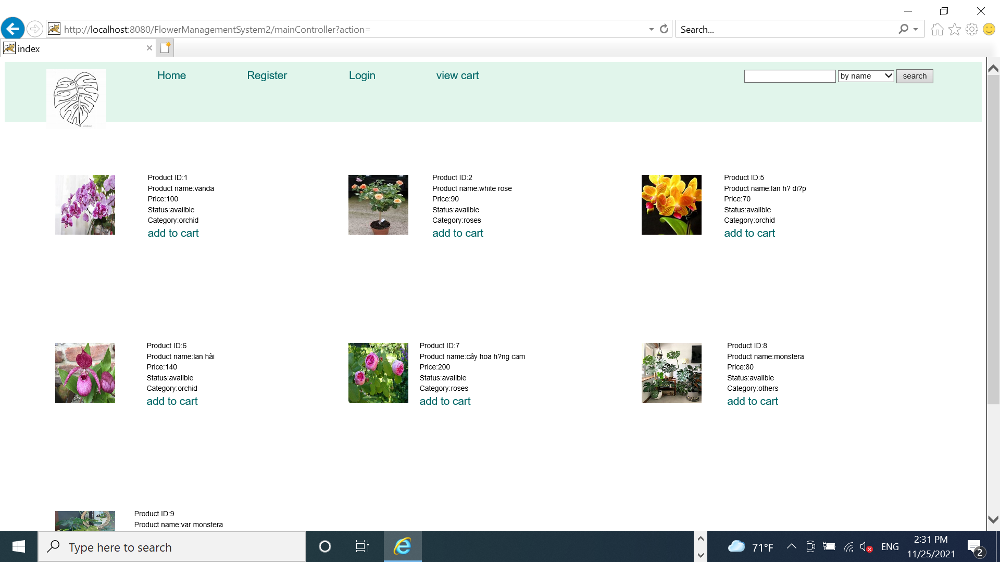 http://localhost:8080/FlowerManagementSystem2/mainController?action=
Search...
index
Home Register Login view cart by name search
Product ID:1
Product name:vanda
Price:100
Status:availble
Category:orchid
add to cart
Product ID:2
Product name:white rose
Price:90
Status:availble
Category:roses
add to cart
Product ID:5
Product name:lan h? di?p
Price:70
Status:availble
Category:orchid
add to cart
Product ID:6
Product name:lan hài
Price:140
Status:availble
Category:orchid
add to cart
Product ID:7
Product name:cây hoa h?ng cam
Price:200
Status:availble
Category:roses
add to cart
Product ID:8
Product name:monstera
Price:80
Status:availble
Category:others
add to cart
Product ID:9
Product name:var monstera
Type here to search
71°F
ENG
2:31 PM
11/25/2021
2